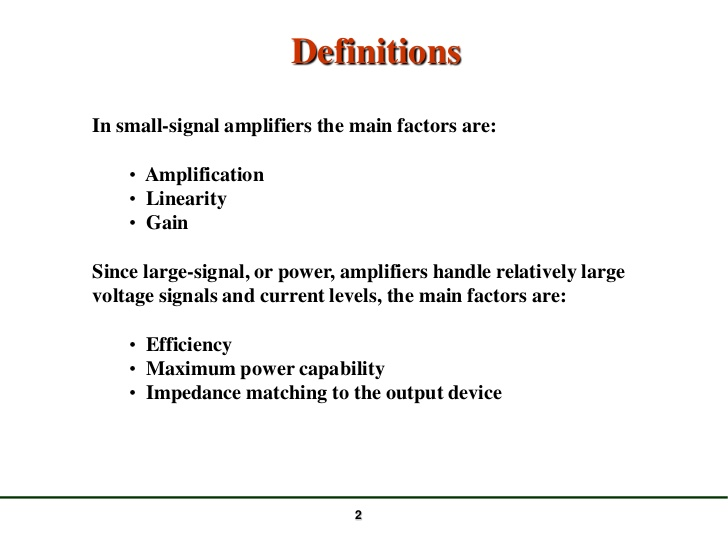 Definitions
In small-signal amplifiers the main factors are:
• Amplification
• Linearity
• Gain
Since large-signal, or power, amplifiers handle relatively large
voltage signals and current levels, the main factors are:
• Efficiency
• Maximum power capability
• Impedance matching to the output device
2